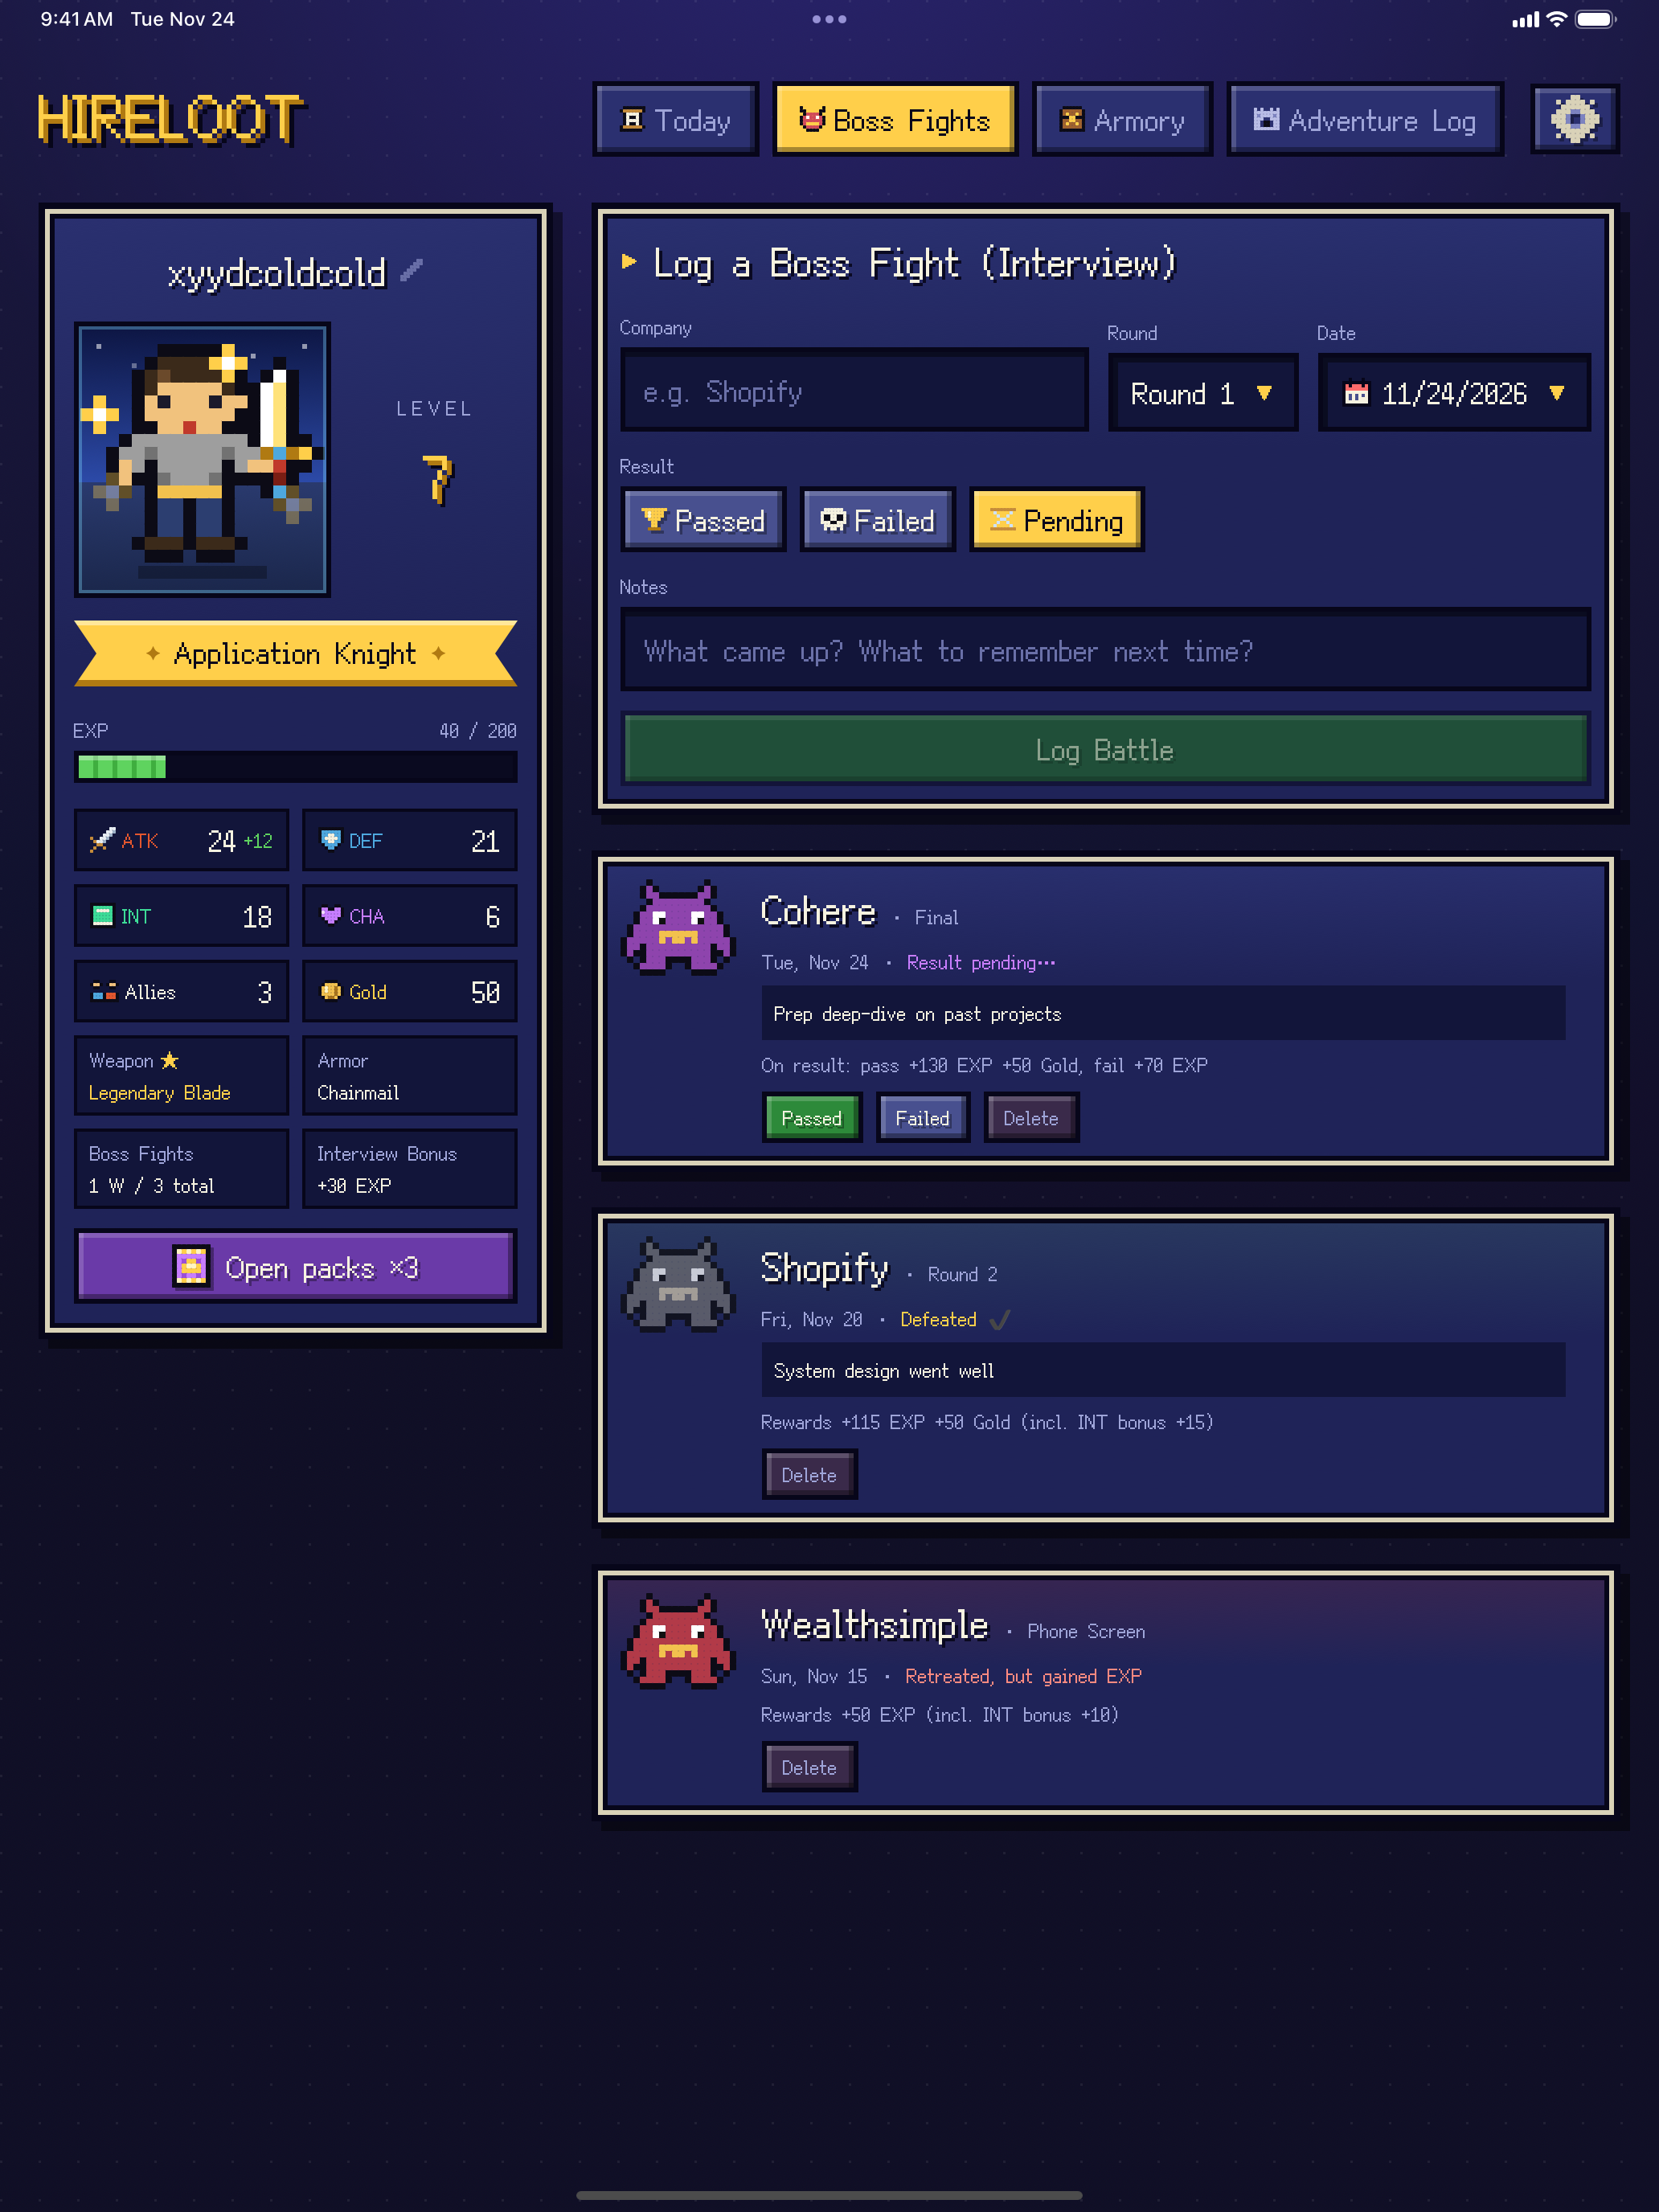 9:41 AM Tue Nov 24
HIRELOOT
Today
Boss Fights
Armory
Adventure Log
xyydcoldcold
LEVEL
7
Application Knight
EXP 40 / 200
ATK 24 +12
DEF 21
INT 18
CHA 6
Allies 3
Gold 50
Weapon
Legendary Blade
Armor
Chainmail
Boss Fights
1 W / 3 total
Interview Bonus
+30 EXP
Open packs ×3
Log a Boss Fight (Interview)
Company
e.g. Shopify
Round
Round 1
Date
11/24/2026
Result
Passed
Failed
Pending
Notes
What came up? What to remember next time?
Log Battle
Cohere · Final
Tue, Nov 24 · Result pending…
Prep deep-dive on past projects
On result: pass +130 EXP +50 Gold, fail +70 EXP
Passed
Failed
Delete
Shopify · Round 2
Fri, Nov 20 · Defeated ✓
System design went well
Rewards +115 EXP +50 Gold (incl. INT bonus +15)
Delete
Wealthsimple · Phone Screen
Sun, Nov 15 · Retreated, but gained EXP
Rewards +50 EXP (incl. INT bonus +10)
Delete